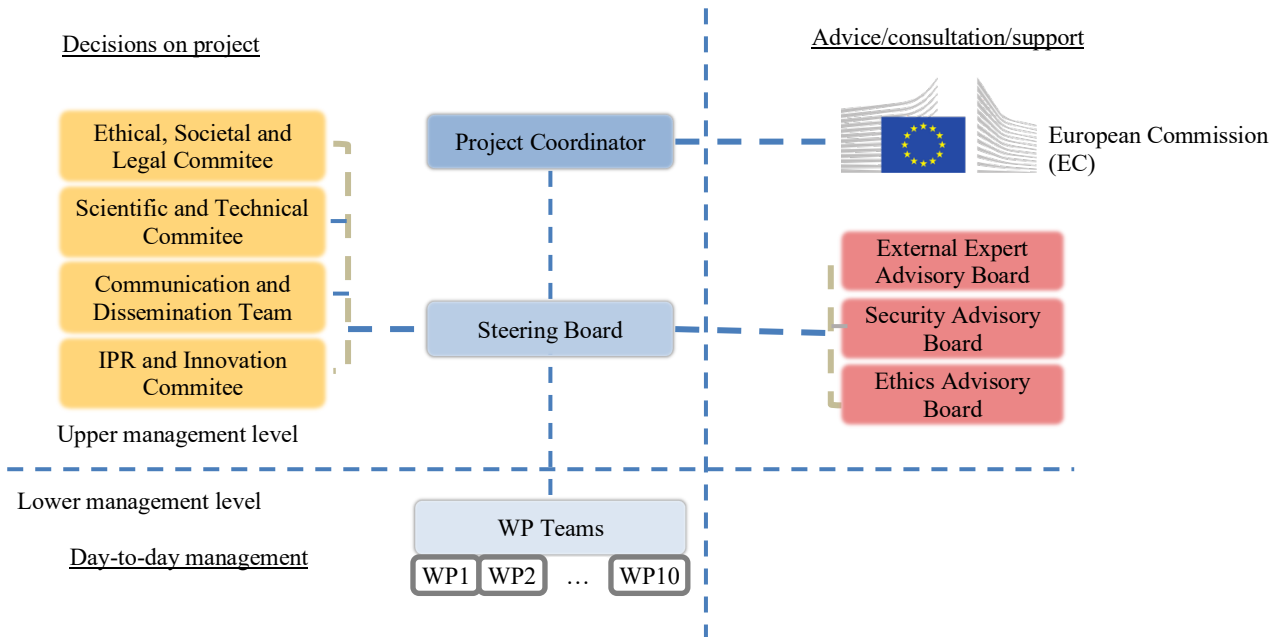 Decisions on project
Advice/consultation/support
Ethical, Societal and
Legal Commitee
Scientific and Technical
Commitee
Communication and
Dissemination Team
IPR and Innovation
Commitee
Upper management level
Project Coordinator
Steering Board
European Commission
(EC)
External Expert
Advisory Board
Security Advisory
Board
Ethics Advisory
Board
Lower management level
Day-to-day management
WP Teams
WP1 WP2 … WP10